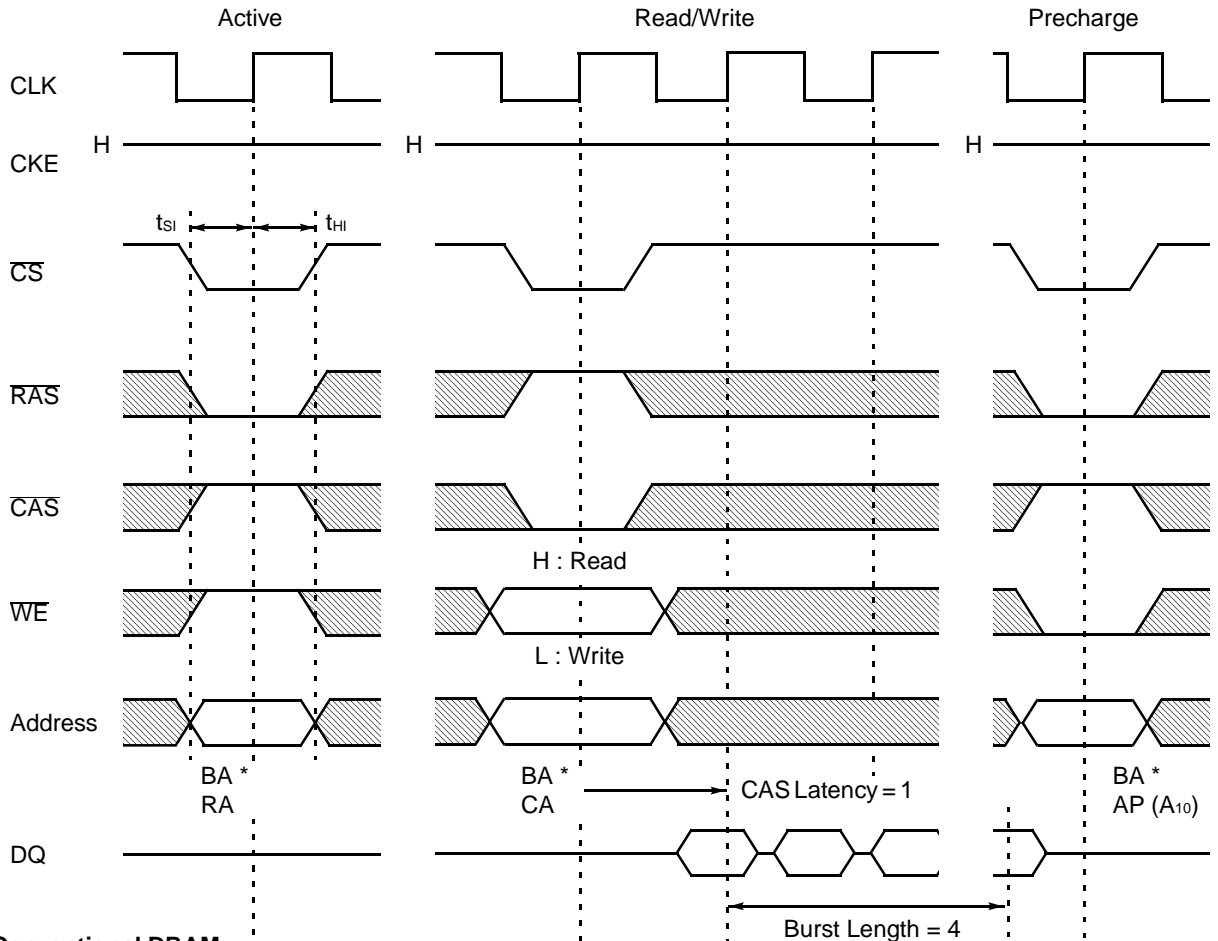 Active Read/Write Precharge
CLK
H H H
CKE
tSI tHI
CS
RAS
CAS
H : Read
WE
L : Write
Address
BA * BA * CAS Latency = 1 BA *
RA CA AP (A10)
DQ
Burst Length = 4
DRAM